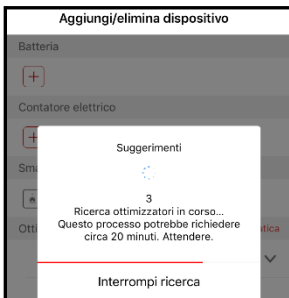 Aggiungi/elimina dispositivo
Batteria
Contatore elettrico
Suggerimenti
3
Ricerca ottimizzatori in corso...
Questo processo potrebbe richiedere
circa 20 minuti. Attendere.
Interrompi ricerca